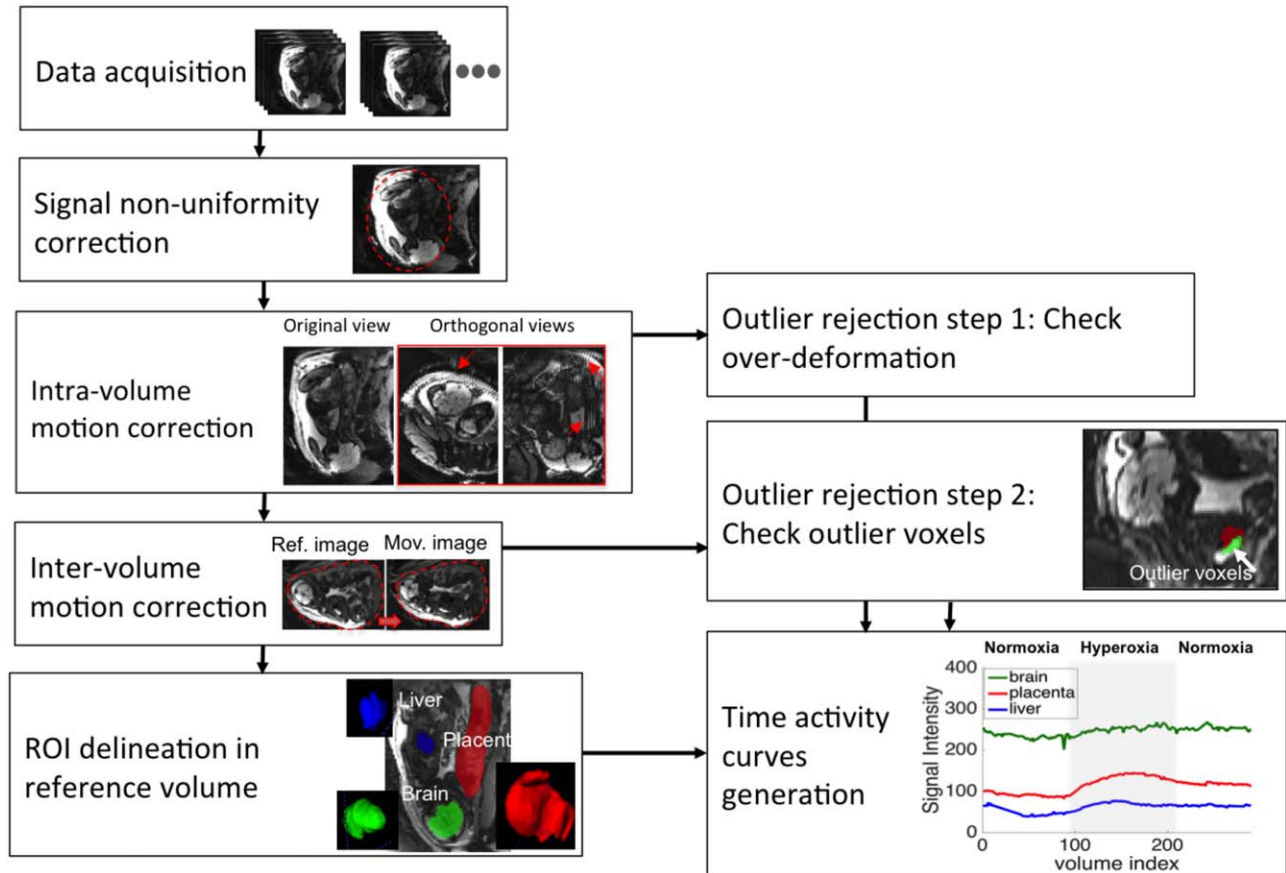 Data acquisition
Signal non-uniformity
correction
Original view
Orthogonal views
Intra-volume
motion correction
Outlier rejection step 1: Check
over-deformation
Ref. image
Mov. image
Inter-volume
motion correction
Outlier rejection step 2:
Check outlier voxels
Outlier voxels
ROI delineation in
reference volume
Liver
Placent
Brain
Time activity
curves
generation
Normoxia Hyperoxia Normoxia
400
300
200
100
0
Signal Intensity
brain
placenta
liver
0 100 200
volume index